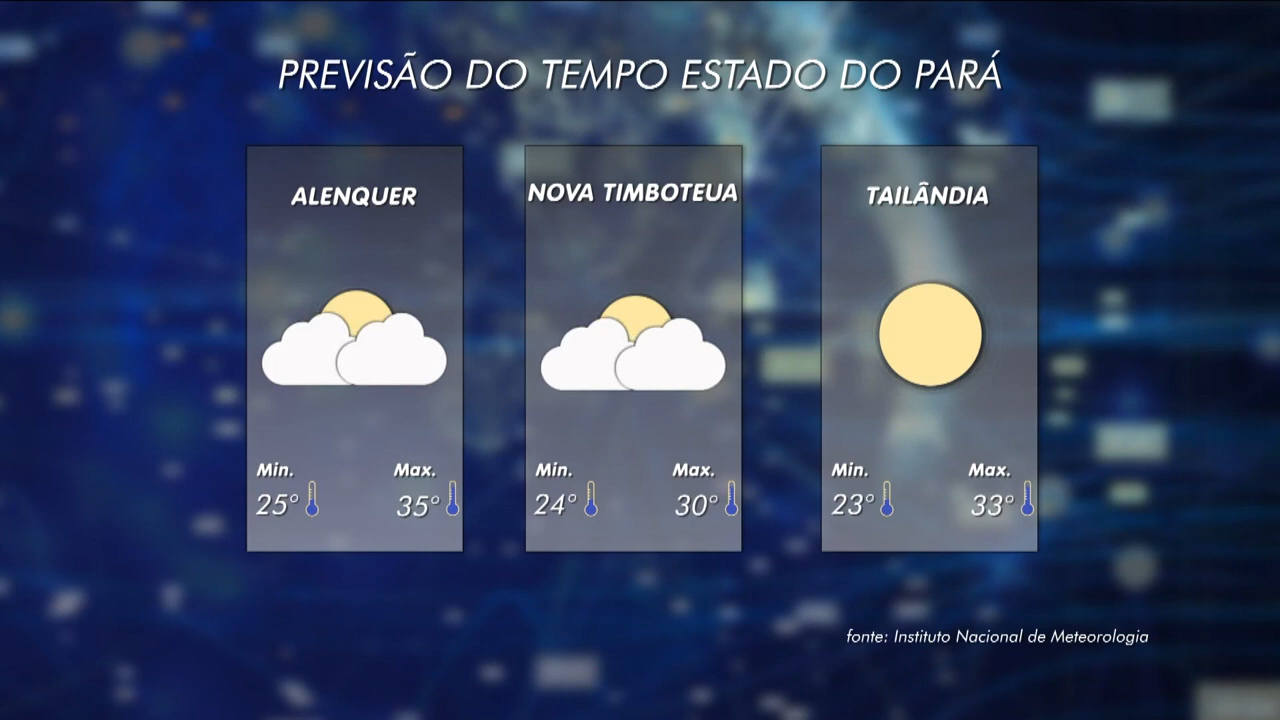 PREVISÃO DO TEMPO ESTADO DO PARÁ
ALENQUER
Min. Max.
25° 35°
NOVA TIMBOTEUA
Min. Max.
24° 30°
TAILÂNDIA
Min. Max.
23° 33°
fonte: Instituto Nacional de Meteorologia